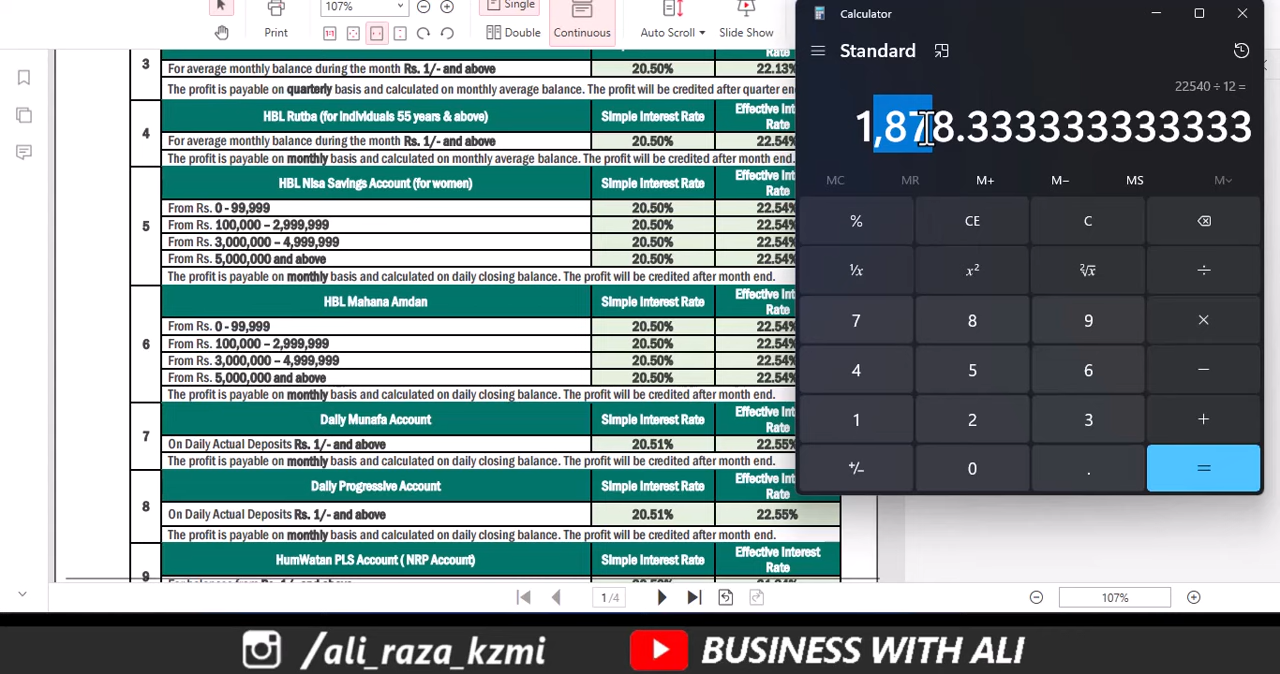 107%
Single
Calculator
Print
Double
Continuous
Auto Scroll
Slide Show
Standard
22540 ÷ 12 =
1,878.3333333333333
MC MR M+ M− MS M
% CE C
¹/x x² ²√x ÷
7 8 9 ×
4 5 6 −
1 2 3 +
+/− 0 . =
3
Rate
For average monthly balance during the month Rs. 1/- and above 20.50% 22.13%
The profit is payable on quarterly basis and calculated on monthly average balance. The profit will be credited after quarter en
4
HBL Rutba (for individuals 55 years & above) Simple Interest Rate Effective Int
Rate
For average monthly balance during the month Rs. 1/- and above 20.50% 22.54%
The profit is payable on monthly basis and calculated on monthly average balance. The profit will be credited after month end.
5
HBL Nisa Savings Account (for women) Simple Interest Rate Effective Int
Rate
From Rs. 0 - 99,999 20.50% 22.54%
From Rs. 100,000 – 2,999,999 20.50% 22.54%
From Rs. 3,000,000 – 4,999,999 20.50% 22.54%
From Rs. 5,000,000 and above 20.50% 22.54%
The profit is payable on monthly basis and calculated on daily closing balance. The profit will be credited after month end.
6
HBL Mahana Amdan Simple Interest Rate Effective Int
Rate
From Rs. 0 - 99,999 20.50% 22.54%
From Rs. 100,000 – 2,999,999 20.50% 22.54%
From Rs. 3,000,000 – 4,999,999 20.50% 22.54%
From Rs. 5,000,000 and above 20.50% 22.54%
The profit is payable on monthly basis and calculated on daily closing balance. The profit will be credited after month end.
7
Daily Munafa Account Simple Interest Rate Effective Int
Rate
On Daily Actual Deposits Rs. 1/- and above 20.51% 22.55%
The profit is payable on monthly basis and calculated on daily closing balance. The profit will be credited after month end.
8
Daily Progressive Account Simple Interest Rate Effective Int
Rate
On Daily Actual Deposits Rs. 1/- and above 20.51% 22.55%
The profit is payable on monthly basis and calculated on daily closing balance. The profit will be credited after month end.
9
HumWatan PLS Account ( NRP Account) Simple Interest Rate Effective Interest
Rate
1/4
107%
/ali_raza_kzmi
BUSINESS WITH ALI